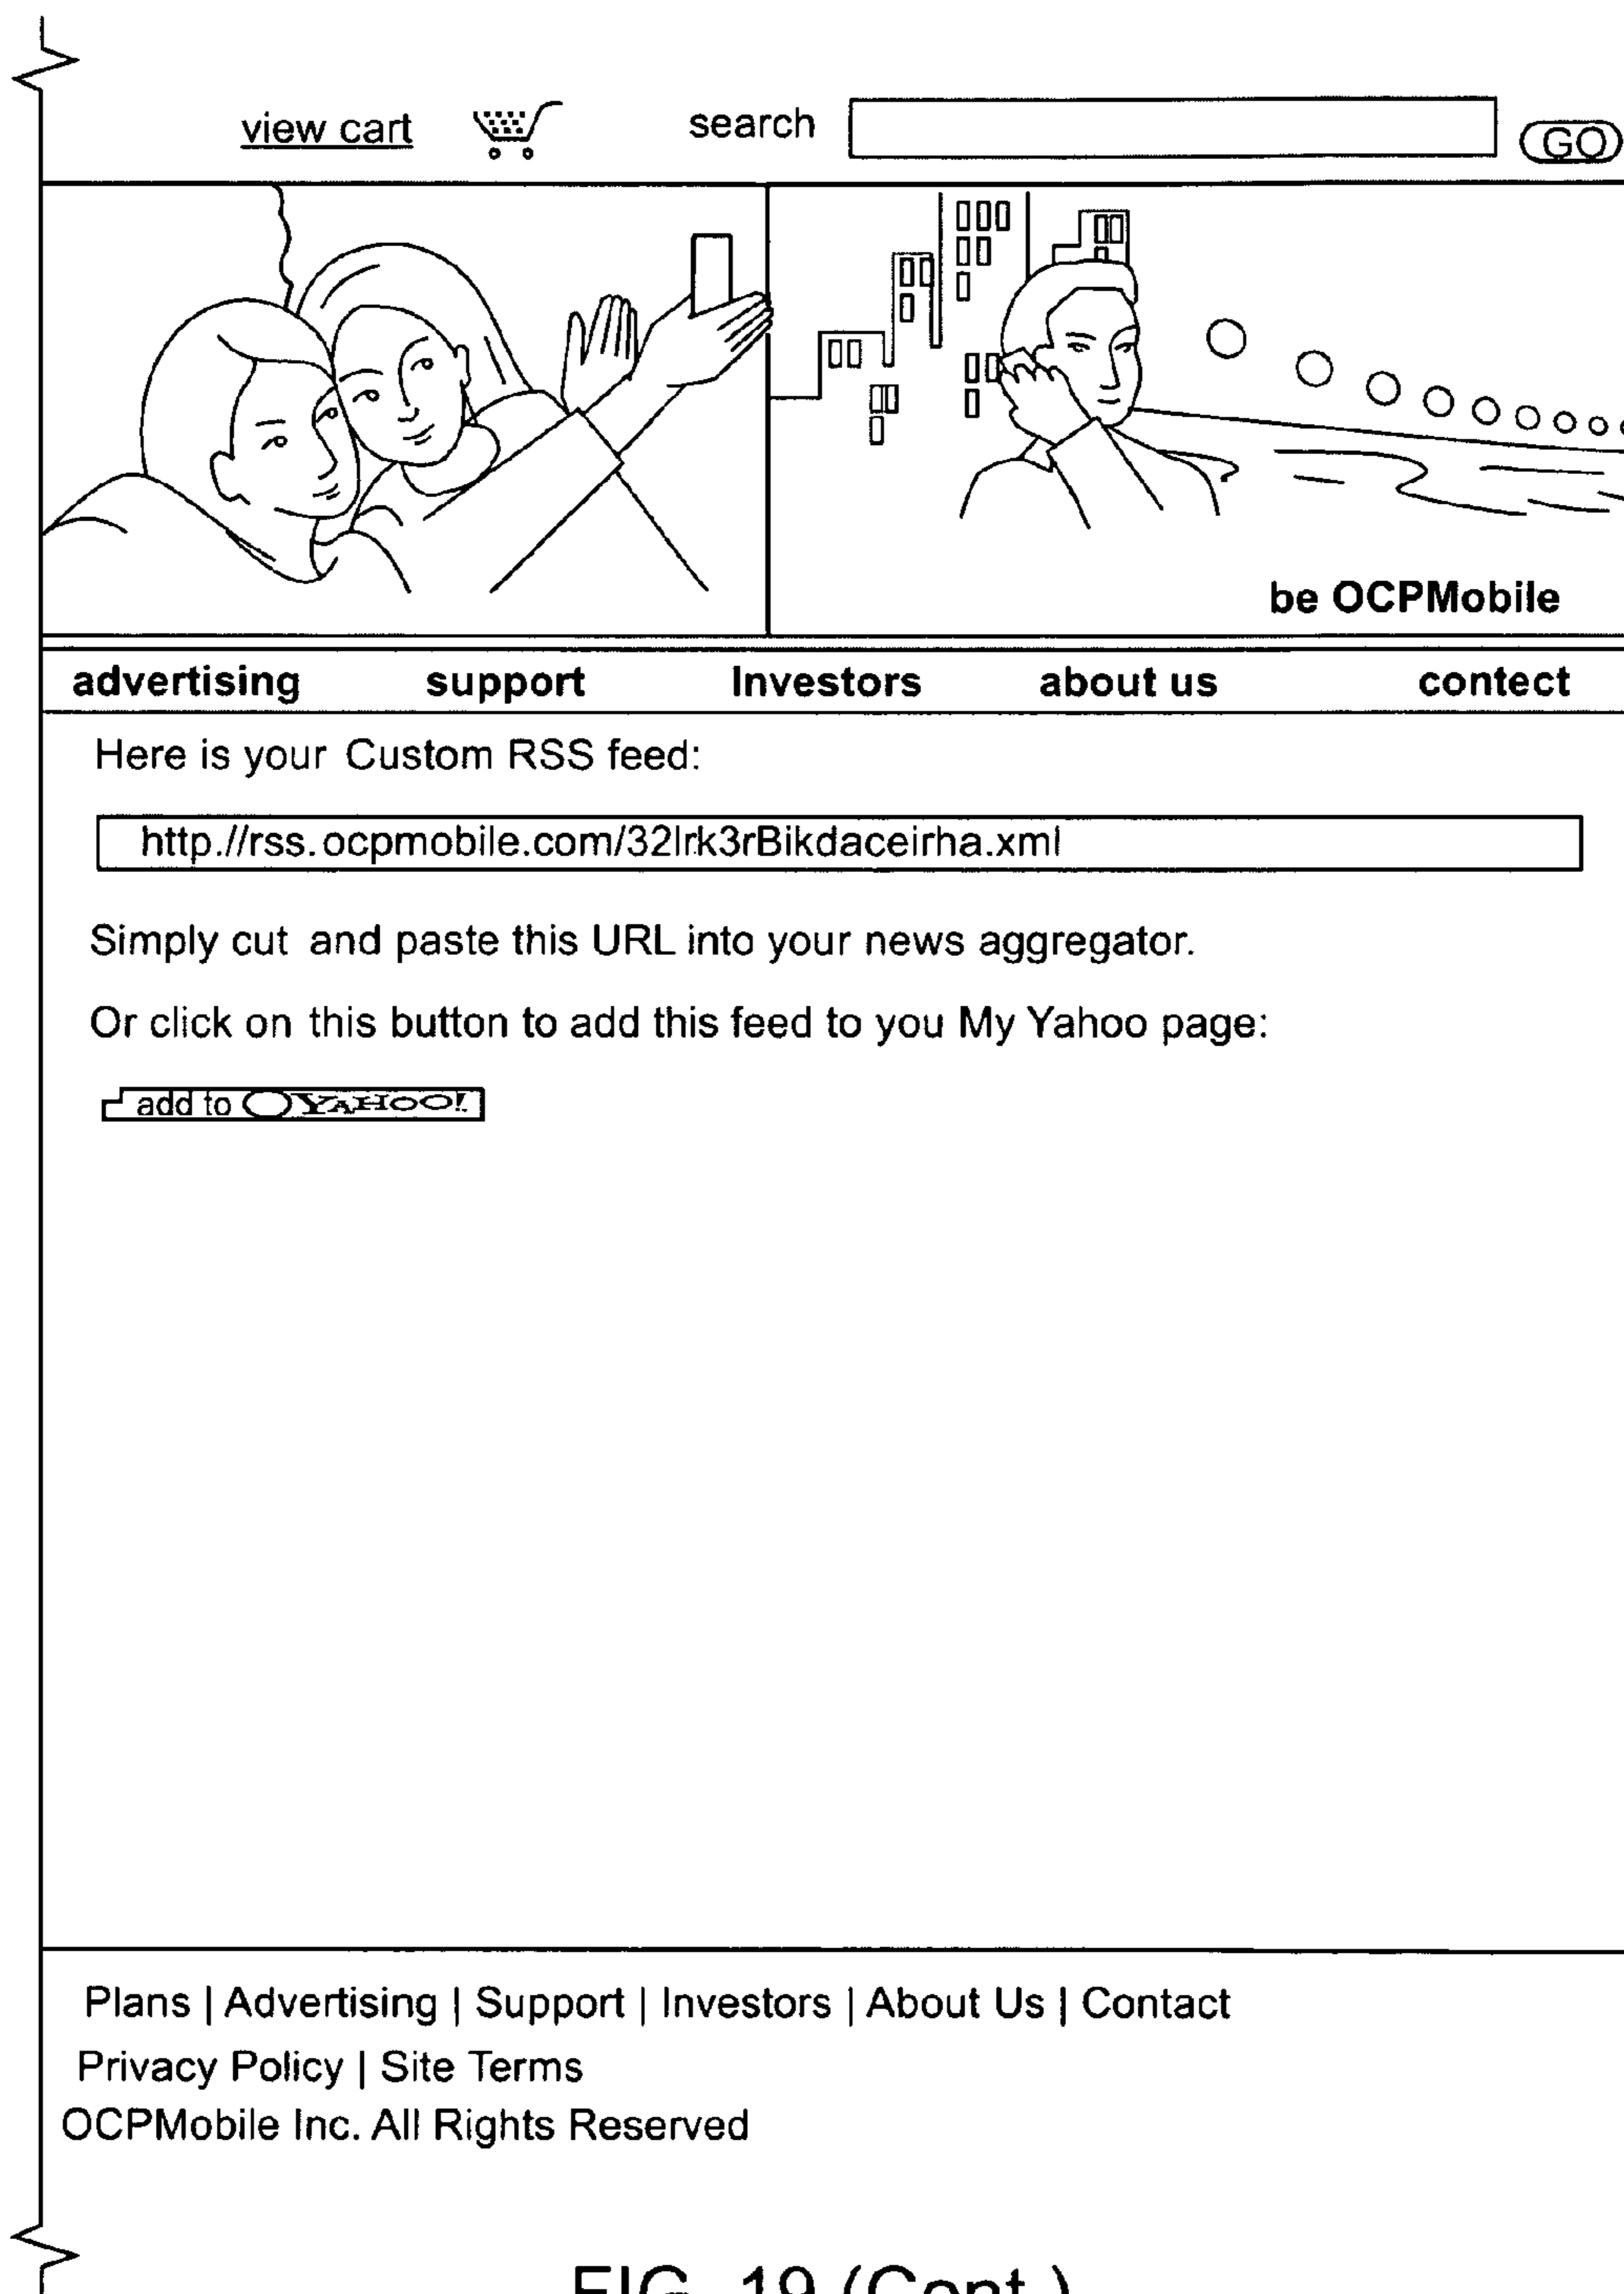 view cart search GO
be OCPMobile
advertising support Investors about us contect
Here is your Custom RSS feed:
http.//rss.ocpmobile.com/32lrk3rBikdaceirha.xml
Simply cut and paste this URL into your news aggregator.
Or click on this button to add this feed to you My Yahoo page:
add to YAHOO!
Plans | Advertising | Support | Investors | About Us | Contact
Privacy Policy | Site Terms
OCPMobile Inc. All Rights Reserved
FIG. 19 (Cont.)